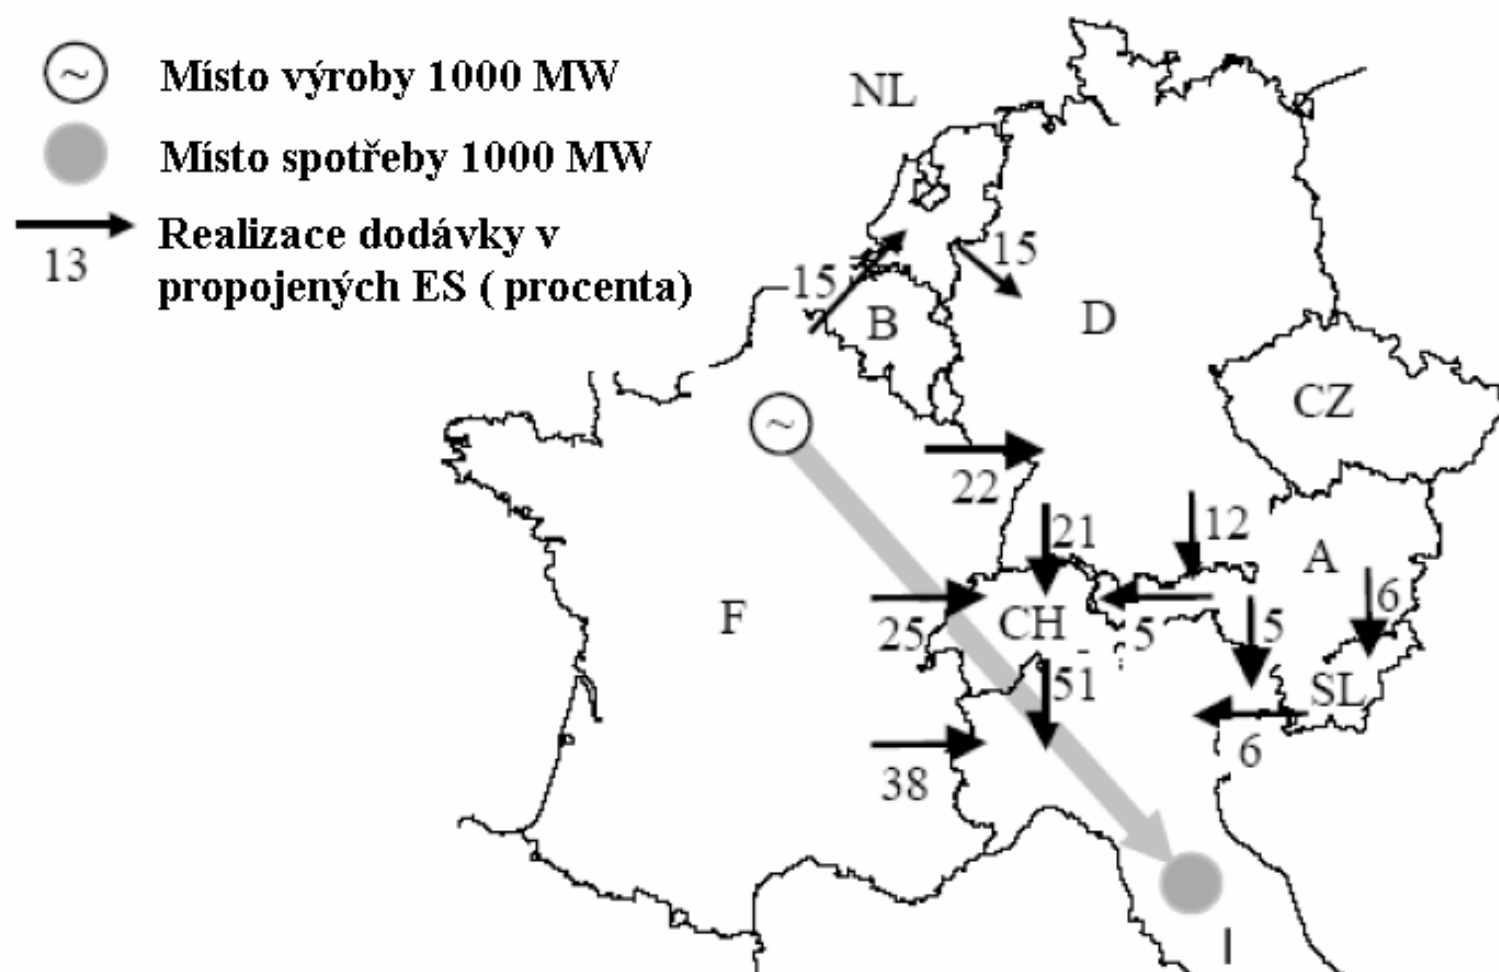 ~ Místo výroby 1000 MW
Místo spotřeby 1000 MW
13 Realizace dodávky v
propojených ES ( procenta)
NL
15
15
B
D
CZ
~
22
21
12
A
F
25
CH
5
5
6
51
SL
38
6
I